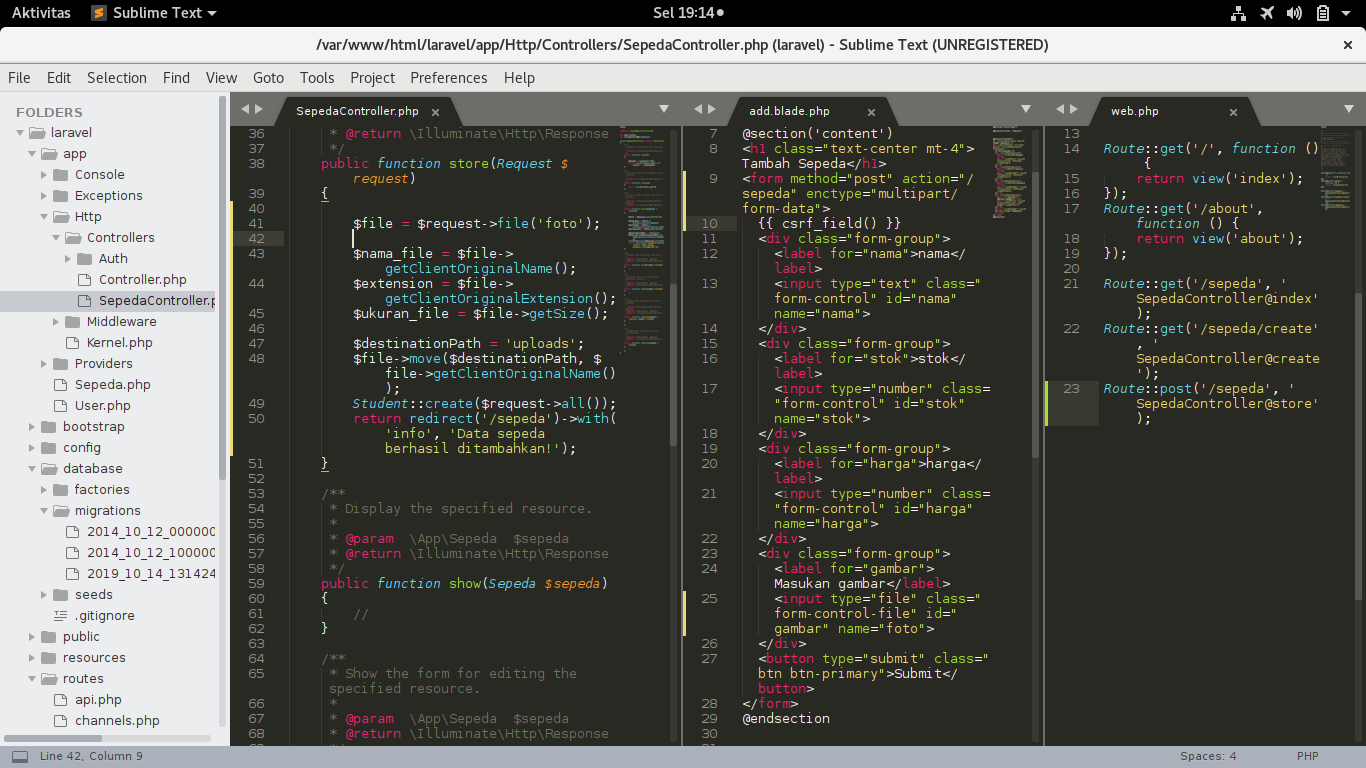 Aktivitas Sublime Text Sel 19:14
/var/www/html/laravel/app/Http/Controllers/SepedaController.php (laravel) - Sublime Text (UNREGISTERED)
File Edit Selection Find View Goto Tools Project Preferences Help
FOLDERS
laravel
app
Console
Exceptions
Http
Controllers
Auth
Controller.php
SepedaController.p
Middleware
Kernel.php
Providers
Sepeda.php
User.php
bootstrap
config
database
factories
migrations
2014_10_12_000000
2014_10_12_100000
2019_10_14_131424
seeds
.gitignore
public
resources
routes
api.php
channels.php
SepedaController.php
36 * @return \Illuminate\Http\Response
37 */
38 public function store(Request $
request)
39 {
40
41 $file = $request->file('foto');
42
43 $nama_file = $file->
getClientOriginalName();
44 $extension = $file->
getClientOriginalExtension();
45 $ukuran_file = $file->getSize();
46
47 $destinationPath = 'uploads';
48 $file->move($destinationPath, $
file->getClientOriginalName()
);
49 Student::create($request->all());
50 return redirect('/sepeda')->with(
'info', 'Data sepeda
berhasil ditambahkan!');
51 }
52
53 /**
54 * Display the specified resource.
55 *
56 * @param \App\Sepeda $sepeda
57 * @return \Illuminate\Http\Response
58 */
59 public function show(Sepeda $sepeda)
60 {
61 //
62 }
63
64 /**
65 * Show the form for editing the
specified resource.
66 *
67 * @param \App\Sepeda $sepeda
68 * @return \Illuminate\Http\Response
add.blade.php
7 @section('content')
8 <h1 class="text-center mt-4">
Tambah Sepeda</h1>
9 <form method="post" action="/
sepeda" enctype="multipart/
form-data">
10 {{ csrf_field() }}
11 <div class="form-group">
12 <label for="nama">nama</
label>
13 <input type="text" class="
form-control" id="nama"
name="nama">
14 </div>
15 <div class="form-group">
16 <label for="stok">stok</
label>
17 <input type="number" class=
"form-control" id="stok"
name="stok">
18 </div>
19 <div class="form-group">
20 <label for="harga">harga</
label>
21 <input type="number" class=
"form-control" id="harga"
name="harga">
22 </div>
23 <div class="form-group">
24 <label for="gambar">
Masukan gambar</label>
25 <input type="file" class="
form-control-file" id="
gambar" name="foto">
26 </div>
27 <button type="submit" class="
btn btn-primary">Submit</
button>
28 </form>
29 @endsection
30
web.php
13
14 Route::get('/', function ()
{
15 return view('index');
16 });
17 Route::get('/about',
function () {
18 return view('about');
19 });
20
21 Route::get('/sepeda', '
SepedaController@index'
);
22 Route::get('/sepeda/create'
, '
SepedaController@create
');
23 Route::post('/sepeda', '
SepedaController@store'
);
Line 42, Column 9 Spaces: 4 PHP